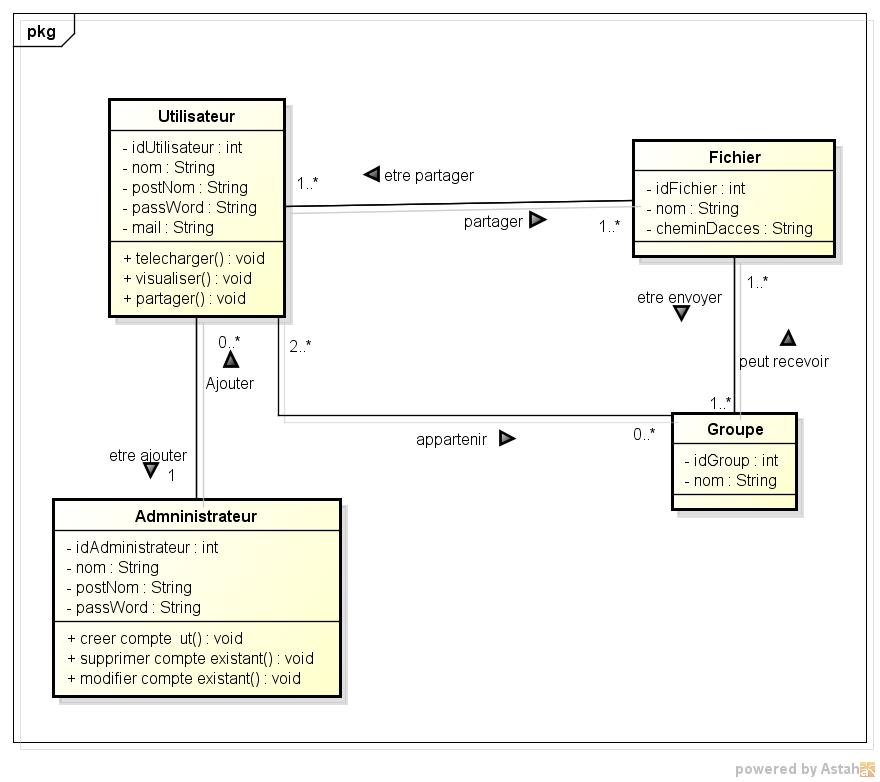 pkg
Utilisateur
- idUtilisateur : int
- nom : String
- postNom : String
- passWord : String
- mail : String
+ telecharger() : void
+ visualiser() : void
+ partager() : void
1..*
etre partager
partager
1..*
Fichier
- idFichier : int
- nom : String
- cheminDacces : String
1..*
etre envoyer
peut recevoir
1..*
0..*
Ajouter
2..*
appartenir
0..*
Groupe
- idGroup : int
- nom : String
etre ajouter
1
Admninistrateur
- idAdministrateur : int
- nom : String
- postNom : String
- passWord : String
+ creer compte ut() : void
+ supprimer compte existant() : void
+ modifier compte existant() : void
powered by Astah